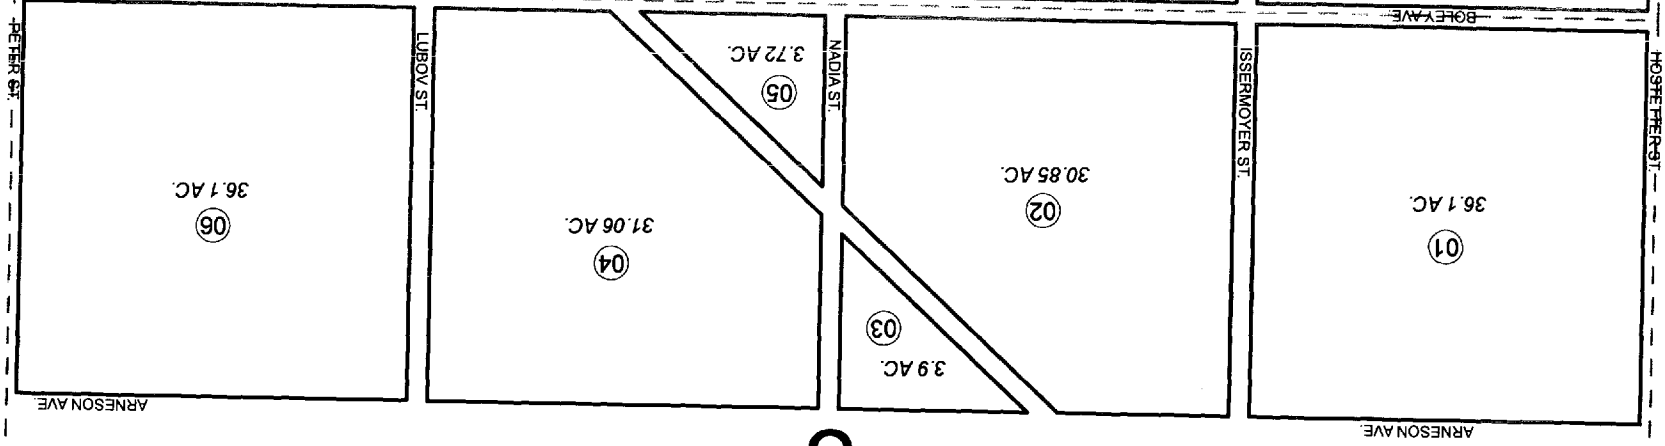 ARNESON AVE.
ARNESON AVE.
HOSTETTER ST.
01
36.1 AC.
ISSERMOYER ST.
02
30.85 AC.
3.9 AC.
03
NADIA ST.
04
31.06 AC.
05
3.72 AC.
LUBOV ST.
06
36.1 AC.
PETER ST.
BOLEY AVE.